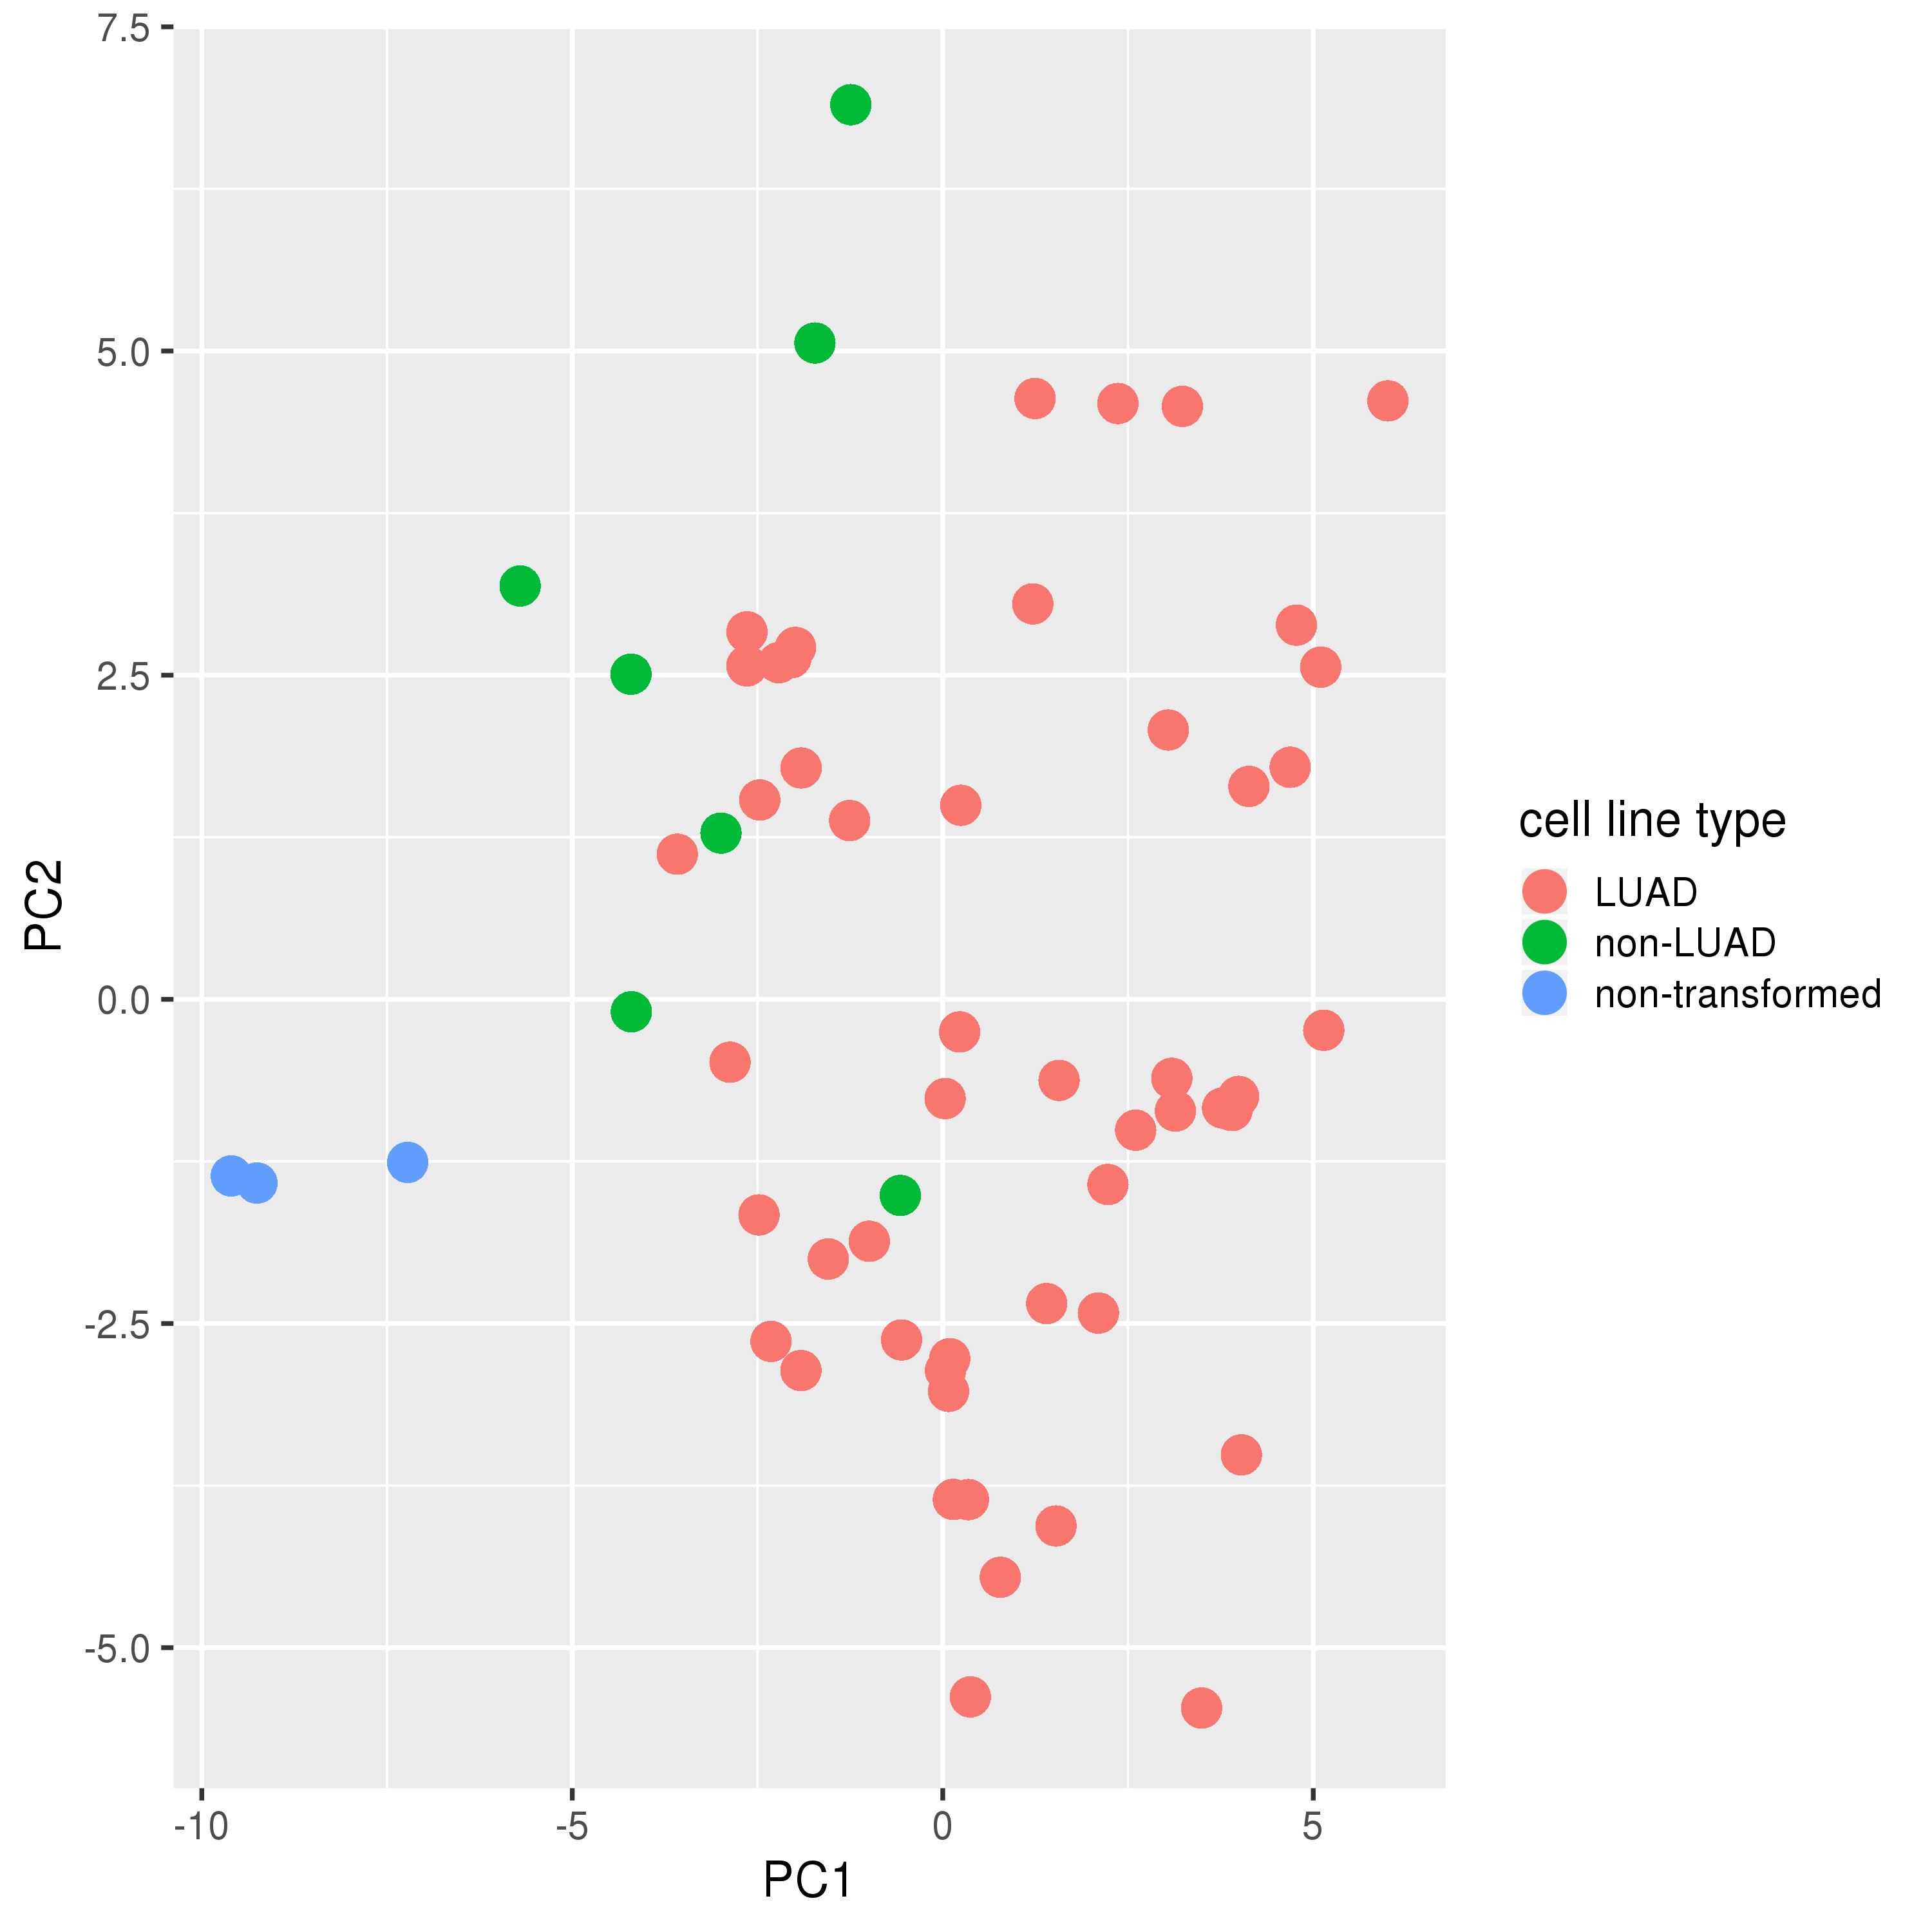 7.5
5.0
2.5
0.0
-2.5
-5.0
PC2
-10
-5
0
5
PC1
cell line type
LUAD
non-LUAD
non-transformed